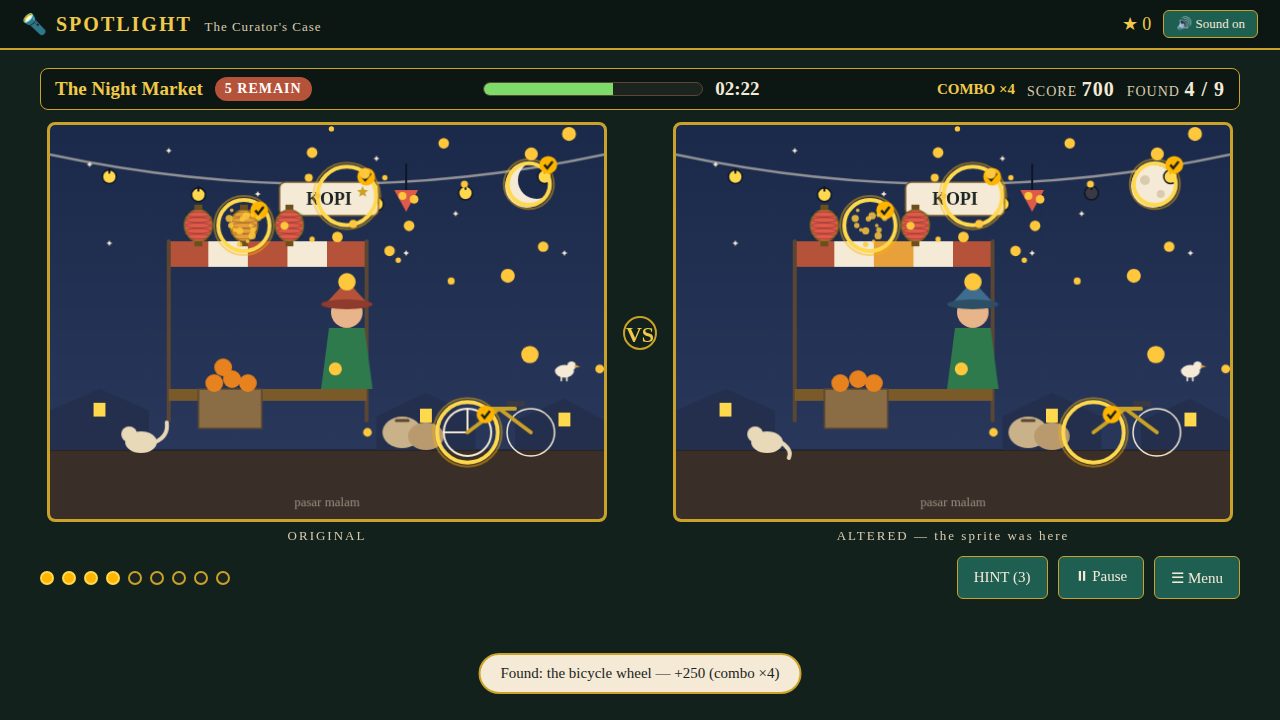 SPOTLIGHT The Curator's Case
★ 0
Sound on
The Night Market
5 REMAIN
02:22
COMBO ×4
SCORE 700
FOUND 4 / 9
KOPI
KOPI
VS
pasar malam
pasar malam
ORIGINAL
ALTERED — the sprite was here
HINT (3)
Pause
☰ Menu
Found: the bicycle wheel — +250 (combo ×4)